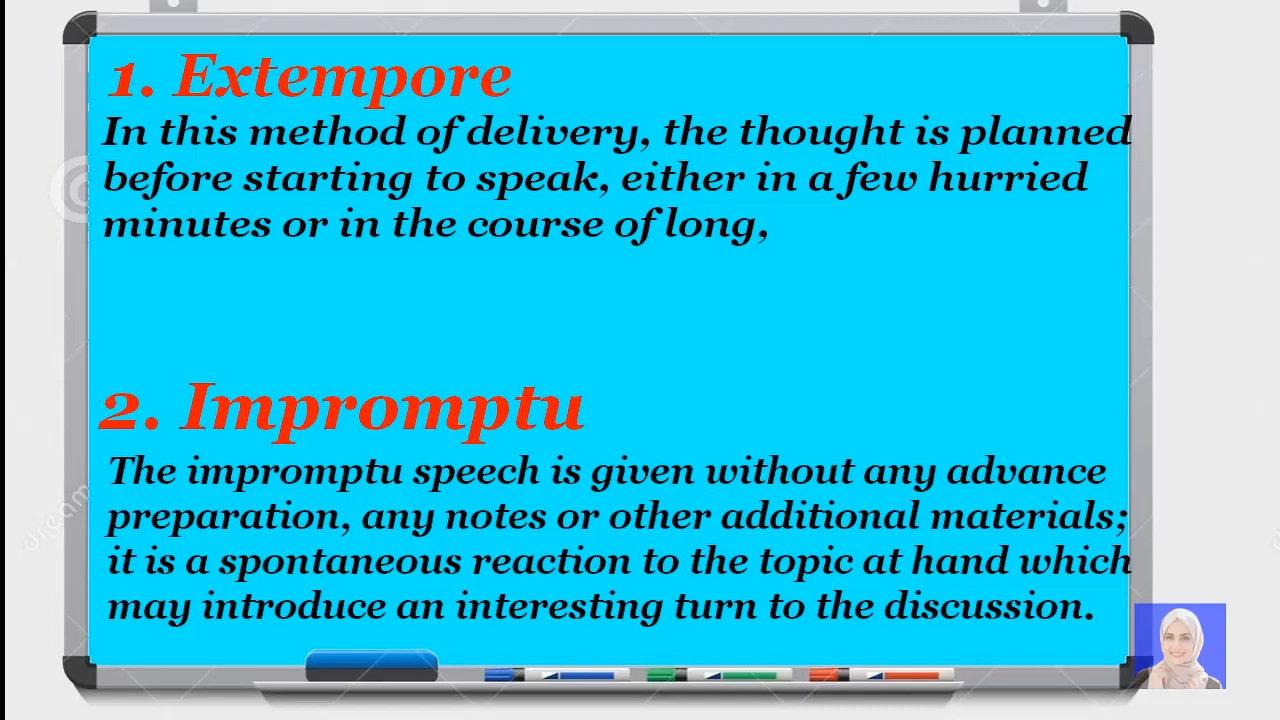 1. Extempore
In this method of delivery, the thought is planned
before starting to speak, either in a few hurried
minutes or in the course of long,
2. Impromptu
The impromptu speech is given without any advance
preparation, any notes or other additional materials;
it is a spontaneous reaction to the topic at hand which
may introduce an interesting turn to the discussion.